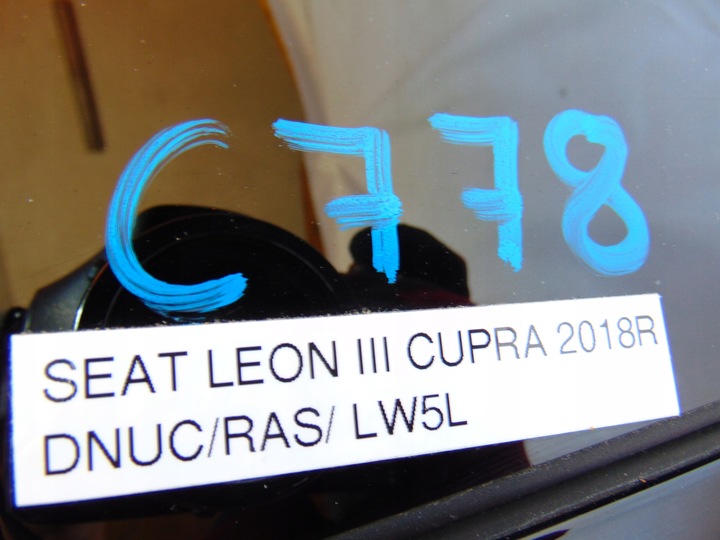 C778
SEAT LEON III CUPRA 2018R
DNUC/RAS/ LW5L